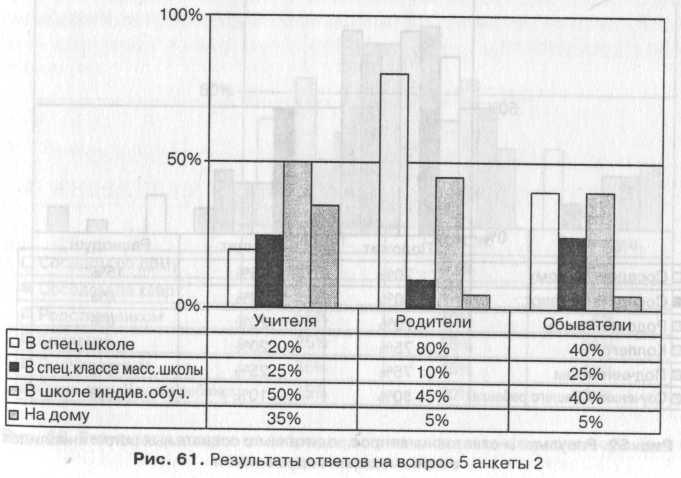 100%
50%
0%
Учителя Родители Обыватели
В спец.школе 20% 80% 40%
В спец.классе масс.школы 25% 10% 25%
В школе индив.обуч. 50% 45% 40%
На дому 35% 5% 5%
Рис. 61. Результаты ответов на вопрос 5 анкеты 2